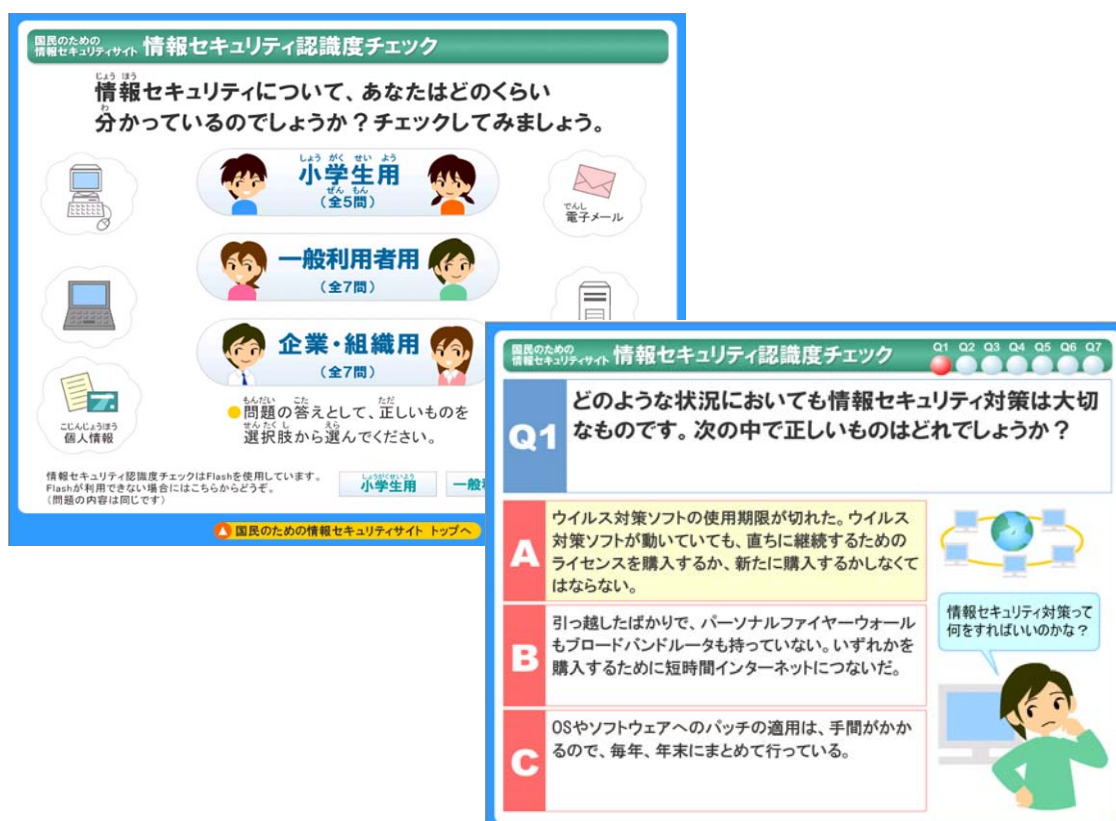 国民のための
情報セキュリティサイト 情報セキュリティ認識度チェック
じょう ほう
情報セキュリティについて、あなたはどのくらい
わ
分かっているのでしょうか？チェックしてみましょう。
しょう がく せい よう
小学生用
ぜん もん
（全5問）
でんし
電子メール
一般利用者用
（全7問）
企業・組織用
（全7問）
こじんじょうほう
個人情報
もんだい こた ただ
●問題の答えとして、正しいものを
せんたく し えら
選択肢から選んでください。
情報セキュリティ認識度チェックはFlashを使用しています。
Flashが利用できない場合にはこちらからどうぞ。
（問題の内容は同じです）
しょうがくせいよう
小学生用
一般
国民のための情報セキュリティサイト トップへ
国民のための
情報セキュリティサイト 情報セキュリティ認識度チェック
Q1 Q2 Q3 Q4 Q5 Q6 Q7
Q1
どのような状況においても情報セキュリティ対策は大切
なものです。次の中で正しいものはどれでしょうか？
A
ウイルス対策ソフトの使用期限が切れた。ウイルス
対策ソフトが動いていても、直ちに継続するための
ライセンスを購入するか、新たに購入するかしなくて
はならない。
B
引っ越したばかりで、パーソナルファイヤーウォール
もブロードバンドルータも持っていない。いずれかを
購入するために短時間インターネットにつないだ。
C
OSやソフトウェアへのパッチの適用は、手間がかか
るので、毎年、年末にまとめて行っている。
情報セキュリティ対策って
何をすればいいのかな？